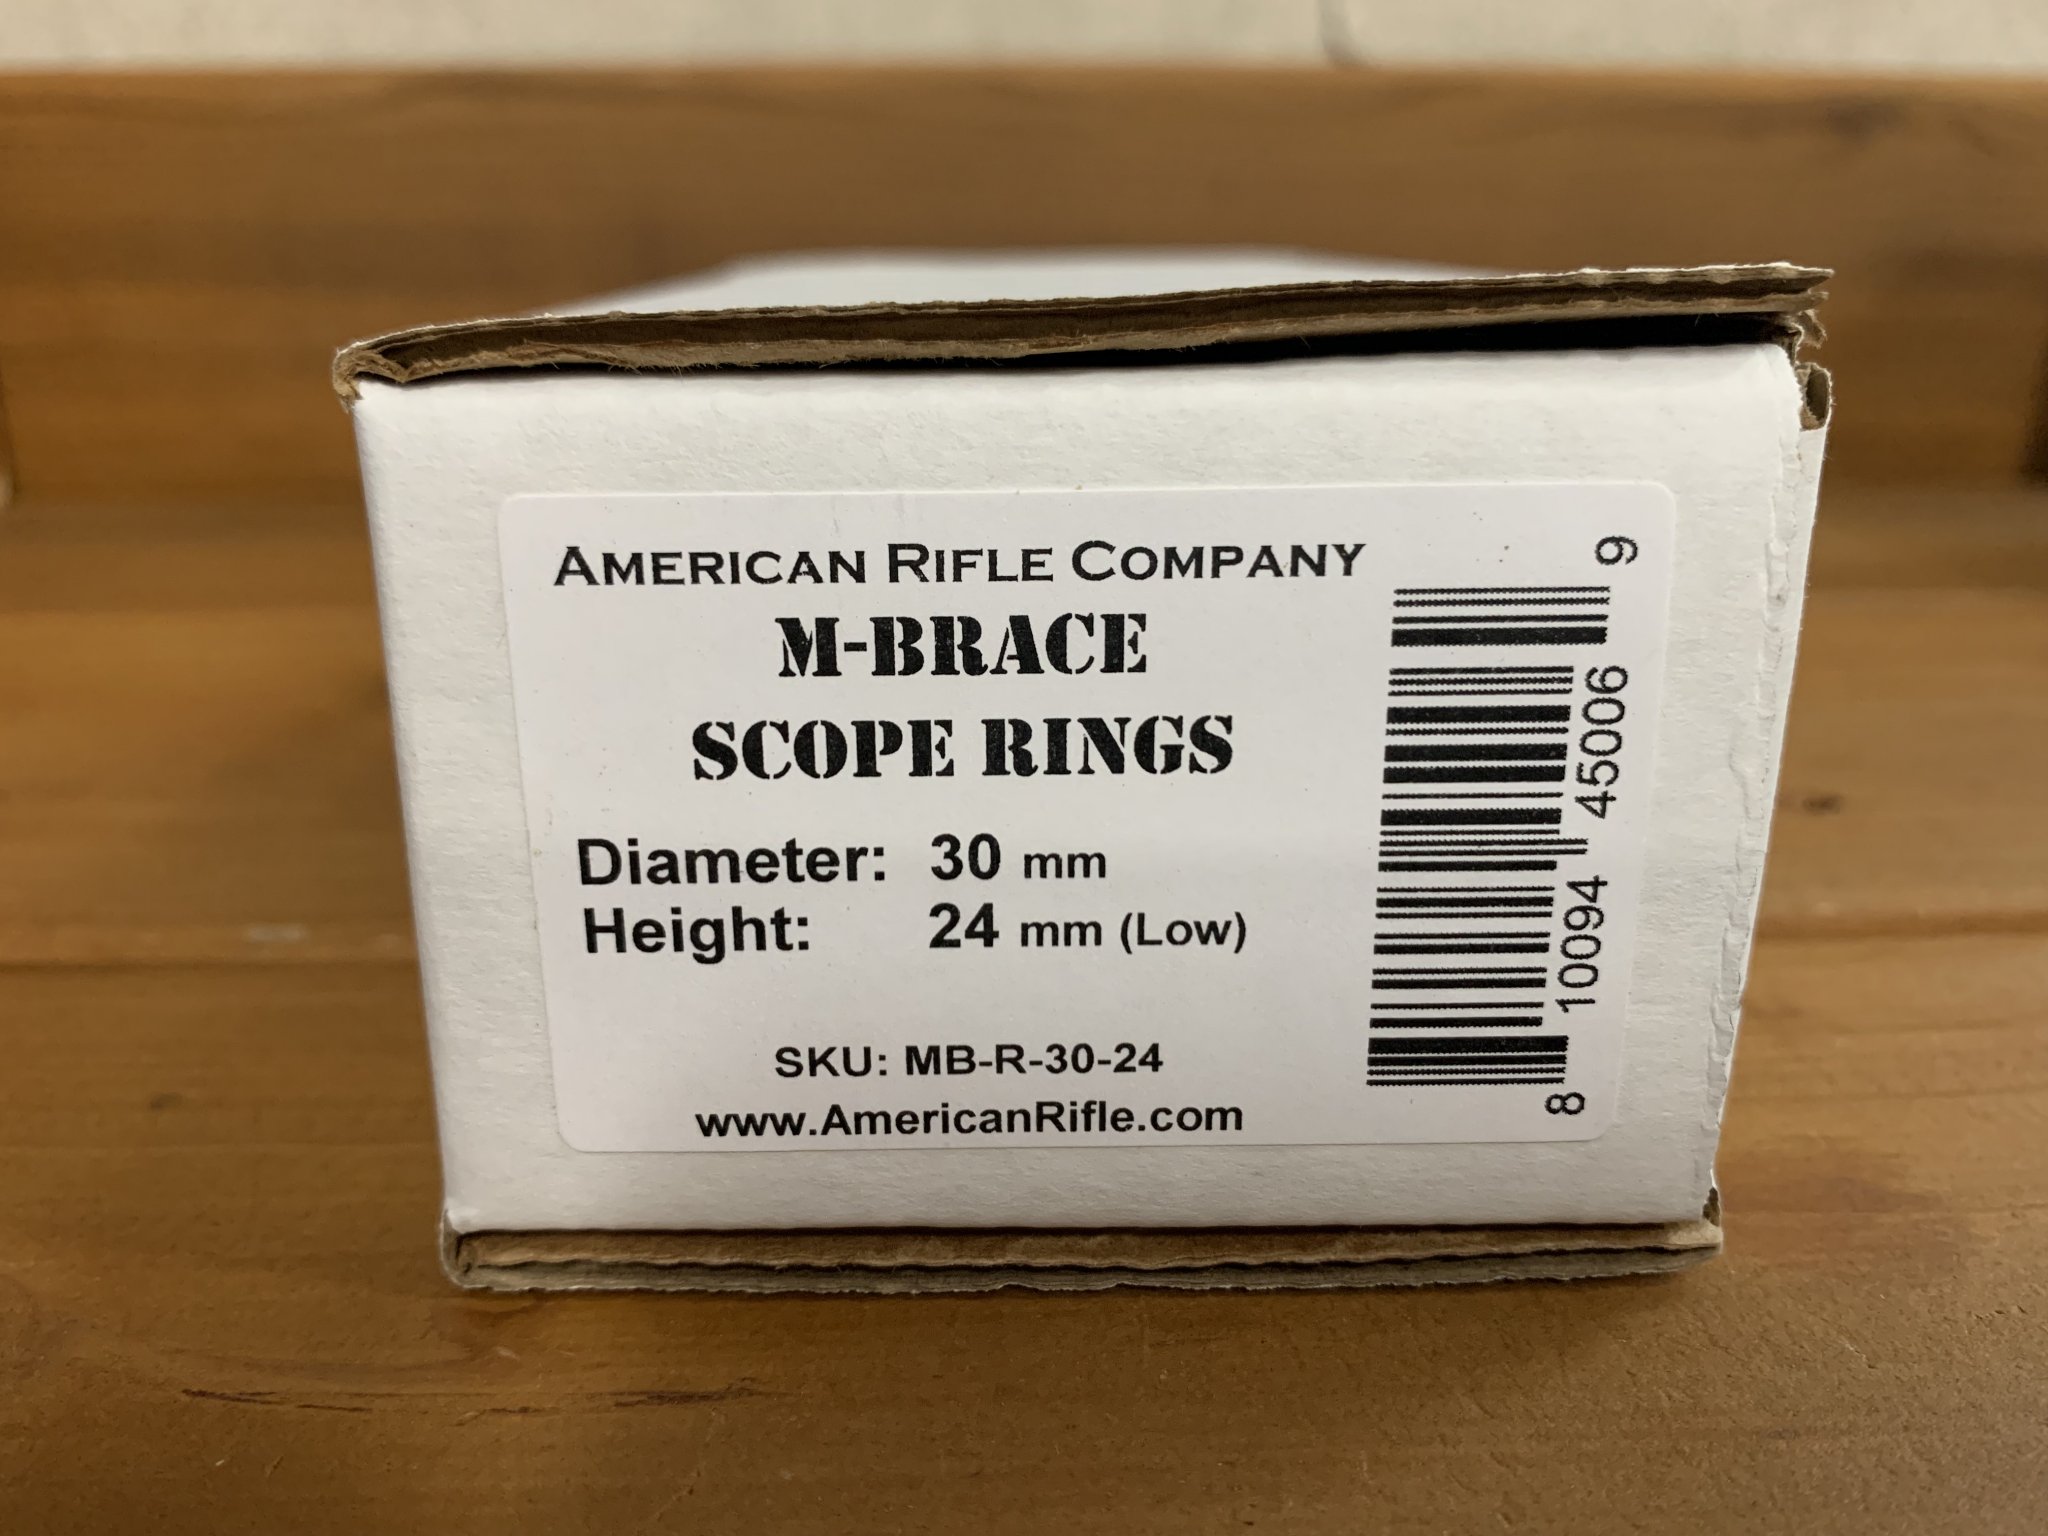 AMERICAN RIFLE COMPANY
M-BRACE
SCOPE RINGS
Diameter: 30 mm
Height: 24 mm (Low)
SKU: MB-R-30-24
www.AmericanRifle.com
8 10094 45006 9